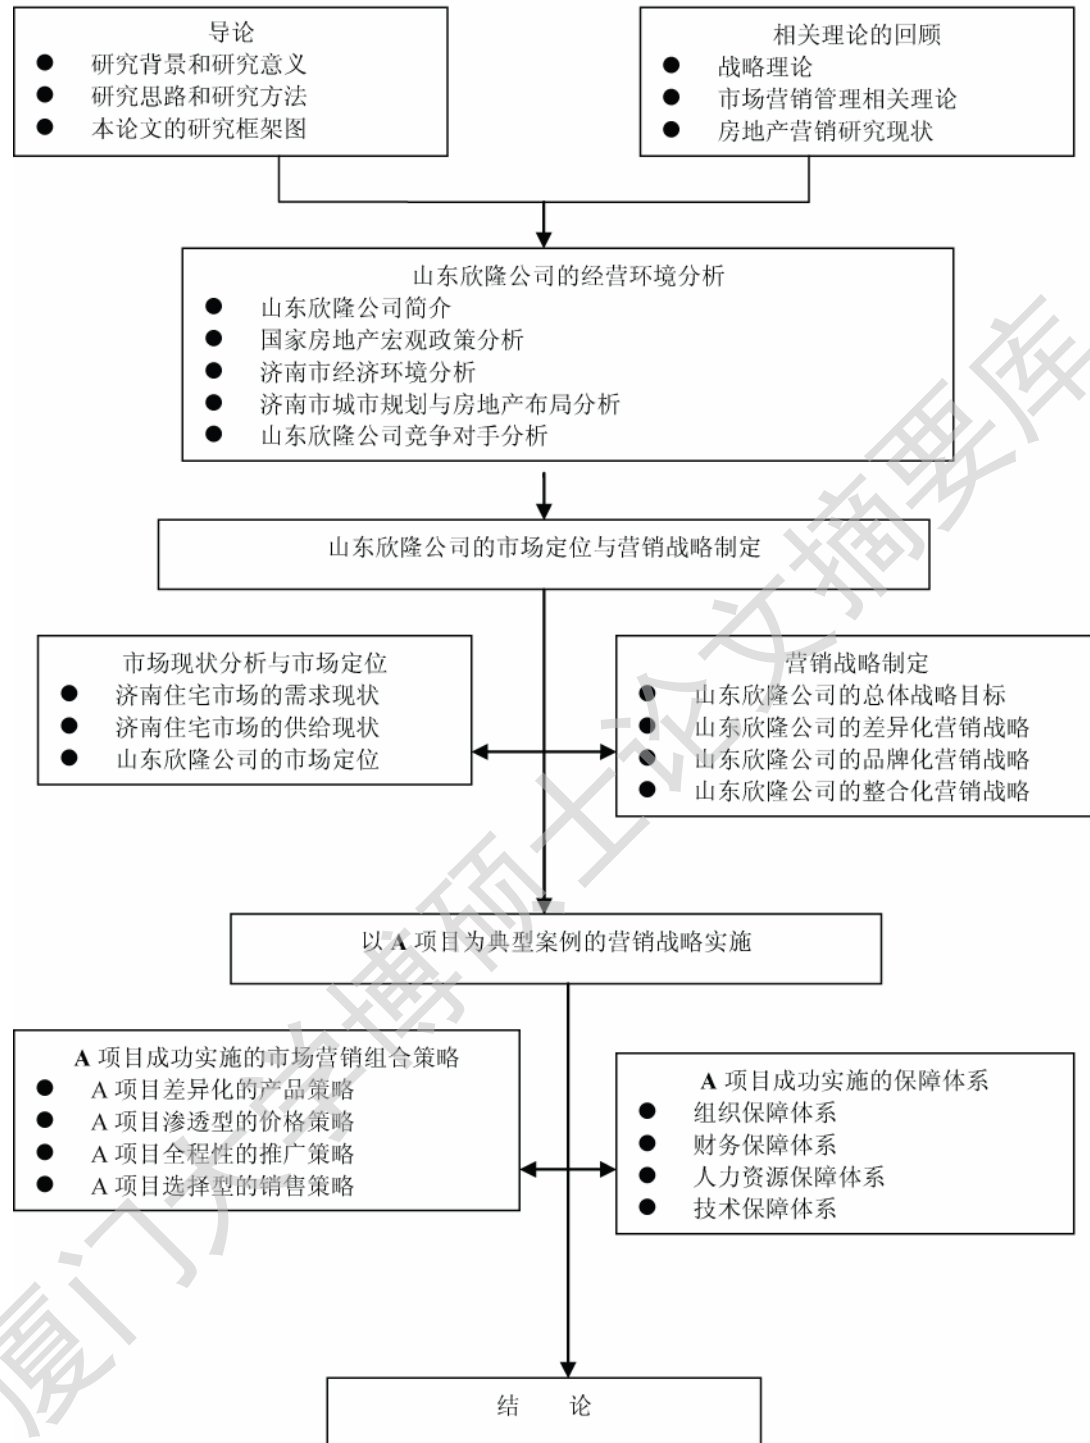 导论
● 研究背景和研究意义
● 研究思路和研究方法
● 本论文的研究框架图
相关理论的回顾
● 战略理论
● 市场营销管理相关理论
● 房地产营销研究现状
山东欣隆公司的经营环境分析
● 山东欣隆公司简介
● 国家房地产宏观政策分析
● 济南市经济环境分析
● 济南市城市规划与房地产布局分析
● 山东欣隆公司竞争对手分析
山东欣隆公司的市场定位与营销战略制定
市场现状分析与市场定位
● 济南住宅市场的需求现状
● 济南住宅市场的供给现状
● 山东欣隆公司的市场定位
营销战略制定
● 山东欣隆公司的总体战略目标
● 山东欣隆公司的差异化营销战略
● 山东欣隆公司的品牌化营销战略
● 山东欣隆公司的整合化营销战略
以 A 项目为典型案例的营销战略实施
A 项目成功实施的市场营销组合策略
● A 项目差异化的产品策略
● A 项目渗透型的价格策略
● A 项目全程性的推广策略
● A 项目选择型的销售策略
A 项目成功实施的保障体系
● 组织保障体系
● 财务保障体系
● 人力资源保障体系
● 技术保障体系
结 论
厦门大学博硕士论文摘要库